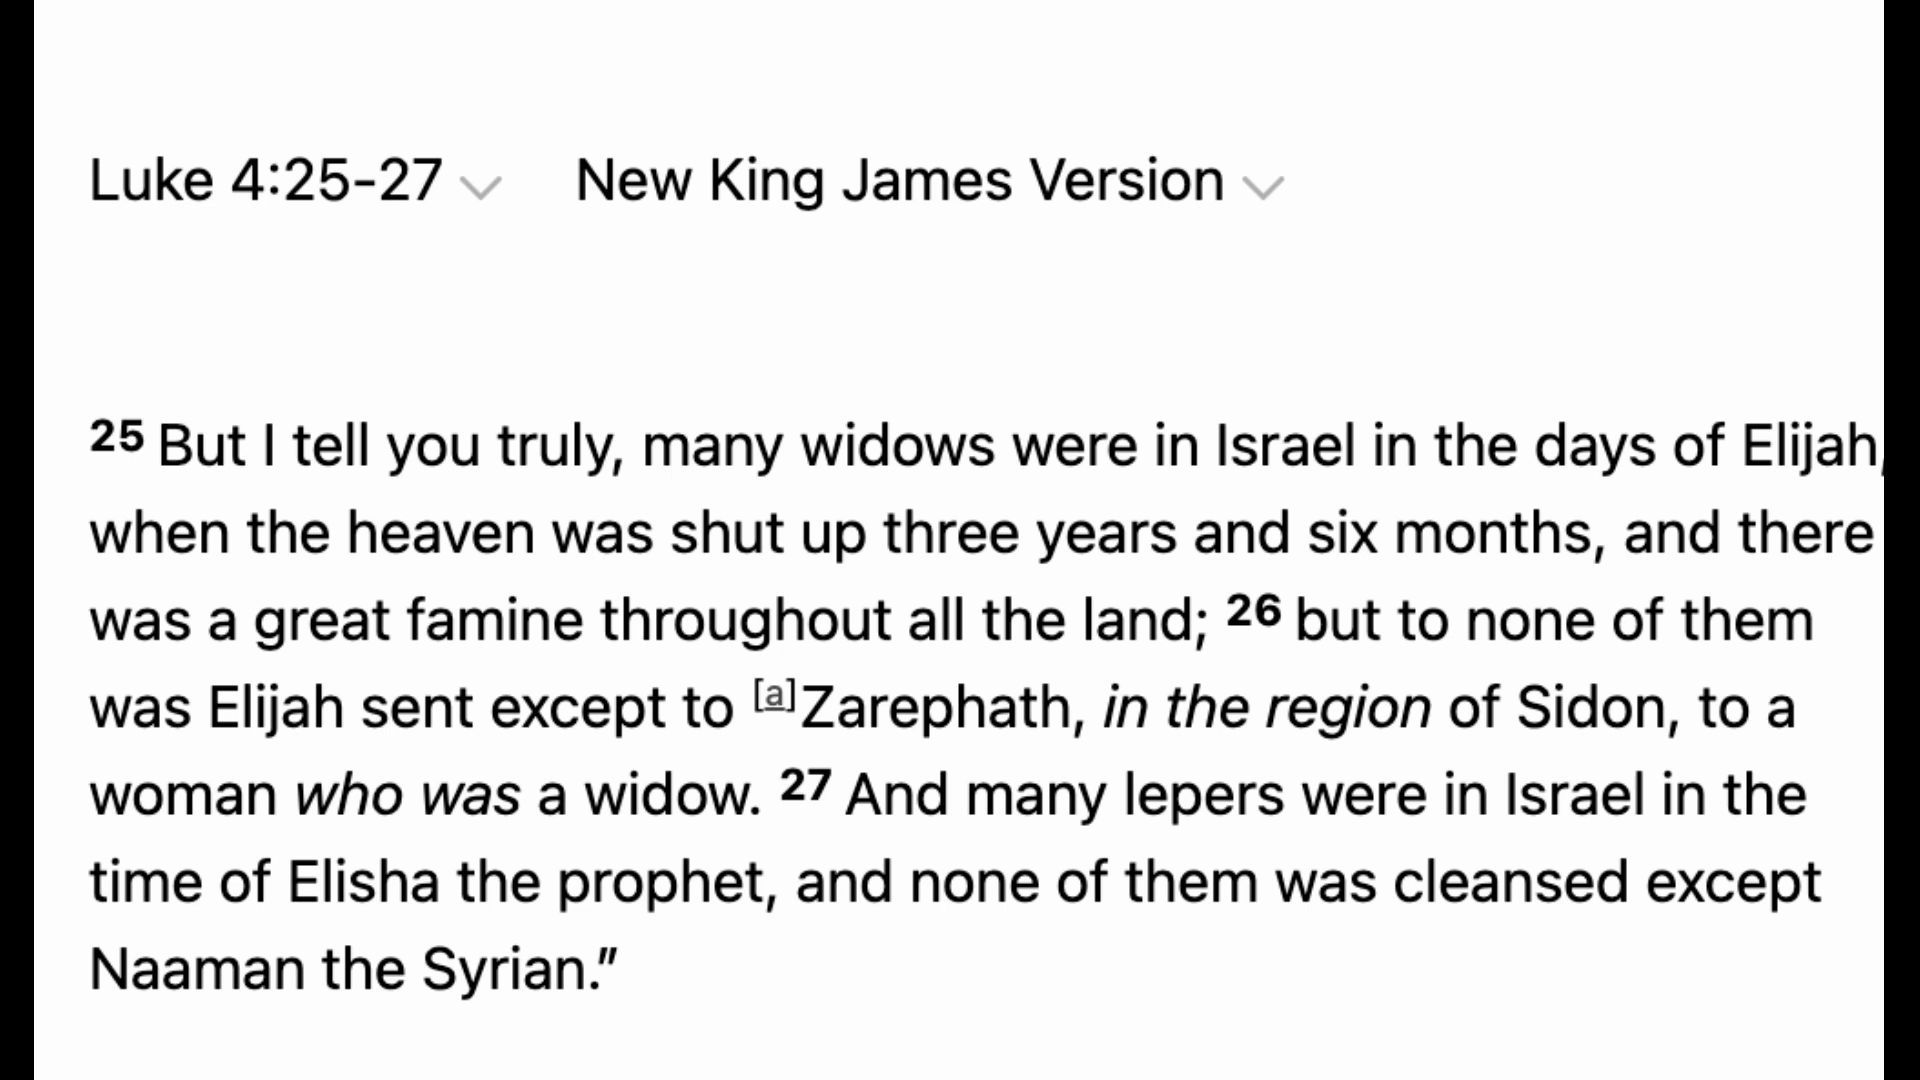 Luke 4:25-27 New King James Version
25 But I tell you truly, many widows were in Israel in the days of Elijah,
when the heaven was shut up three years and six months, and there
was a great famine throughout all the land; 26 but to none of them
was Elijah sent except to [a]Zarephath, in the region of Sidon, to a
woman who was a widow. 27 And many lepers were in Israel in the
time of Elisha the prophet, and none of them was cleansed except
Naaman the Syrian.”